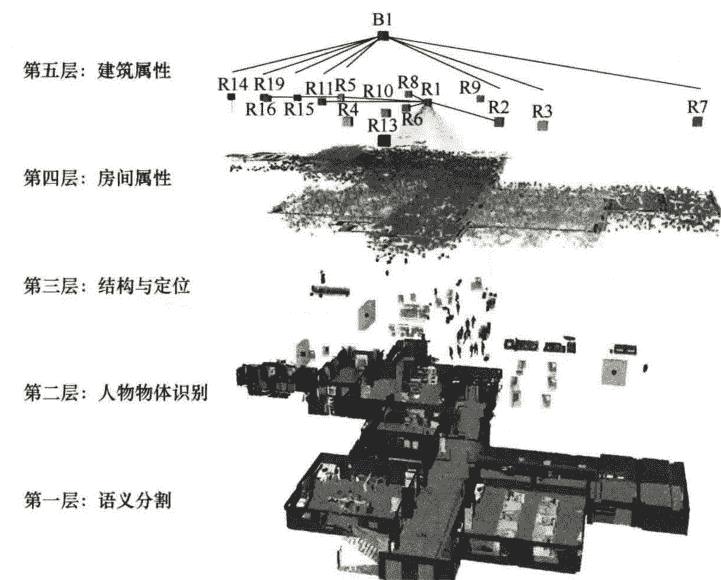 B1
第五层：建筑属性
R14 R19 R11 R5 R10 R8 R1 R9
R16 R15 R4 R6 R2 R3 R7
R13
第四层：房间属性
第三层：结构与定位
第二层：人物物体识别
第一层：语义分割